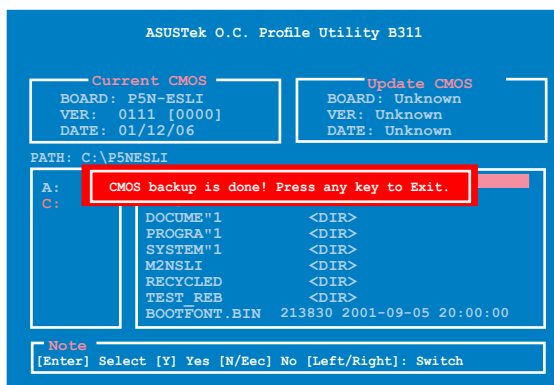 ASUSTek O.C. Profile Utility B311
Current CMOS
BOARD: P5N-ESLI
VER: 0111 [0000]
DATE: 01/12/06
Update CMOS
BOARD: Unknown
VER: Unknown
DATE: Unknown
PATH: C:\P5NESLI
A:
C:
CMOS backup is done! Press any key to Exit.
DOCUME"1 <DIR>
PROGRA"1 <DIR>
SYSTEM"1 <DIR>
M2NSLI <DIR>
RECYCLED <DIR>
TEST_REB <DIR>
BOOTFONT.BIN 213830 2001-09-05 20:00:00
Note
[Enter] Select [Y] Yes [N/Eec] No [Left/Right]: Switch